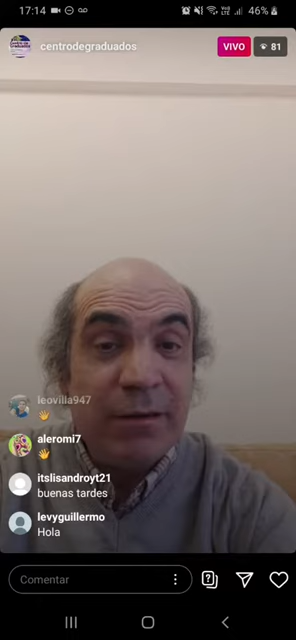 17:14
46%
centrodegraduados
VIVO
81
leovilla947
👋
aleromi7
👋
itslisandroyt21
buenas tardes
levyguillermo
Hola
Comentar